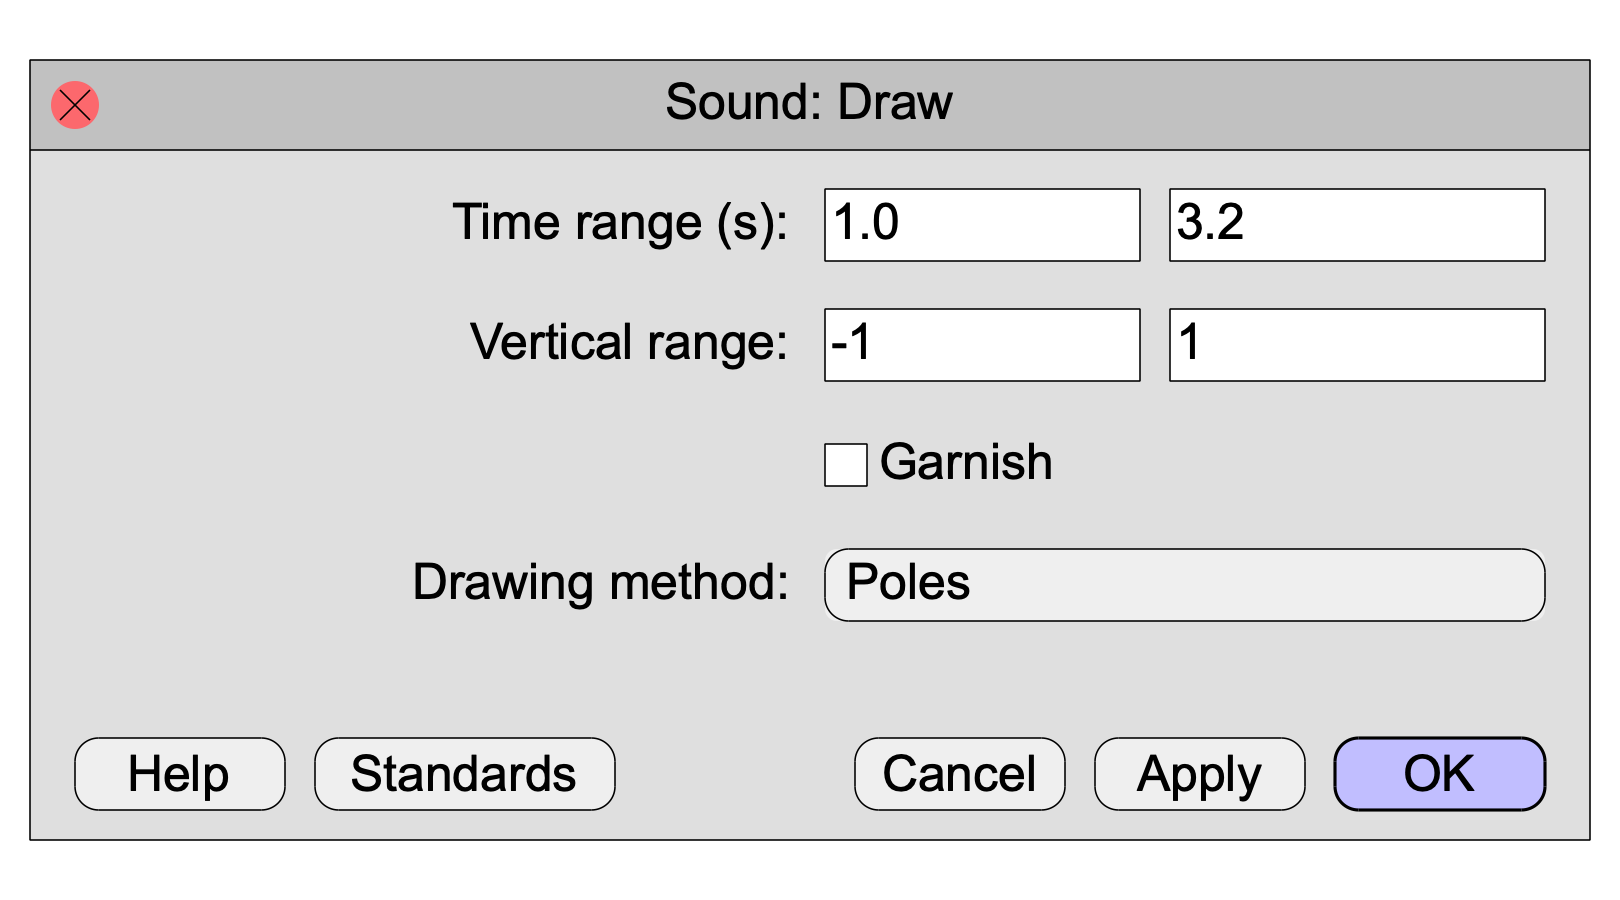 Sound: Draw
Time range (s): 1.0 3.2
Vertical range: -1 1
Garnish
Drawing method: Poles
Help Standards Cancel Apply OK